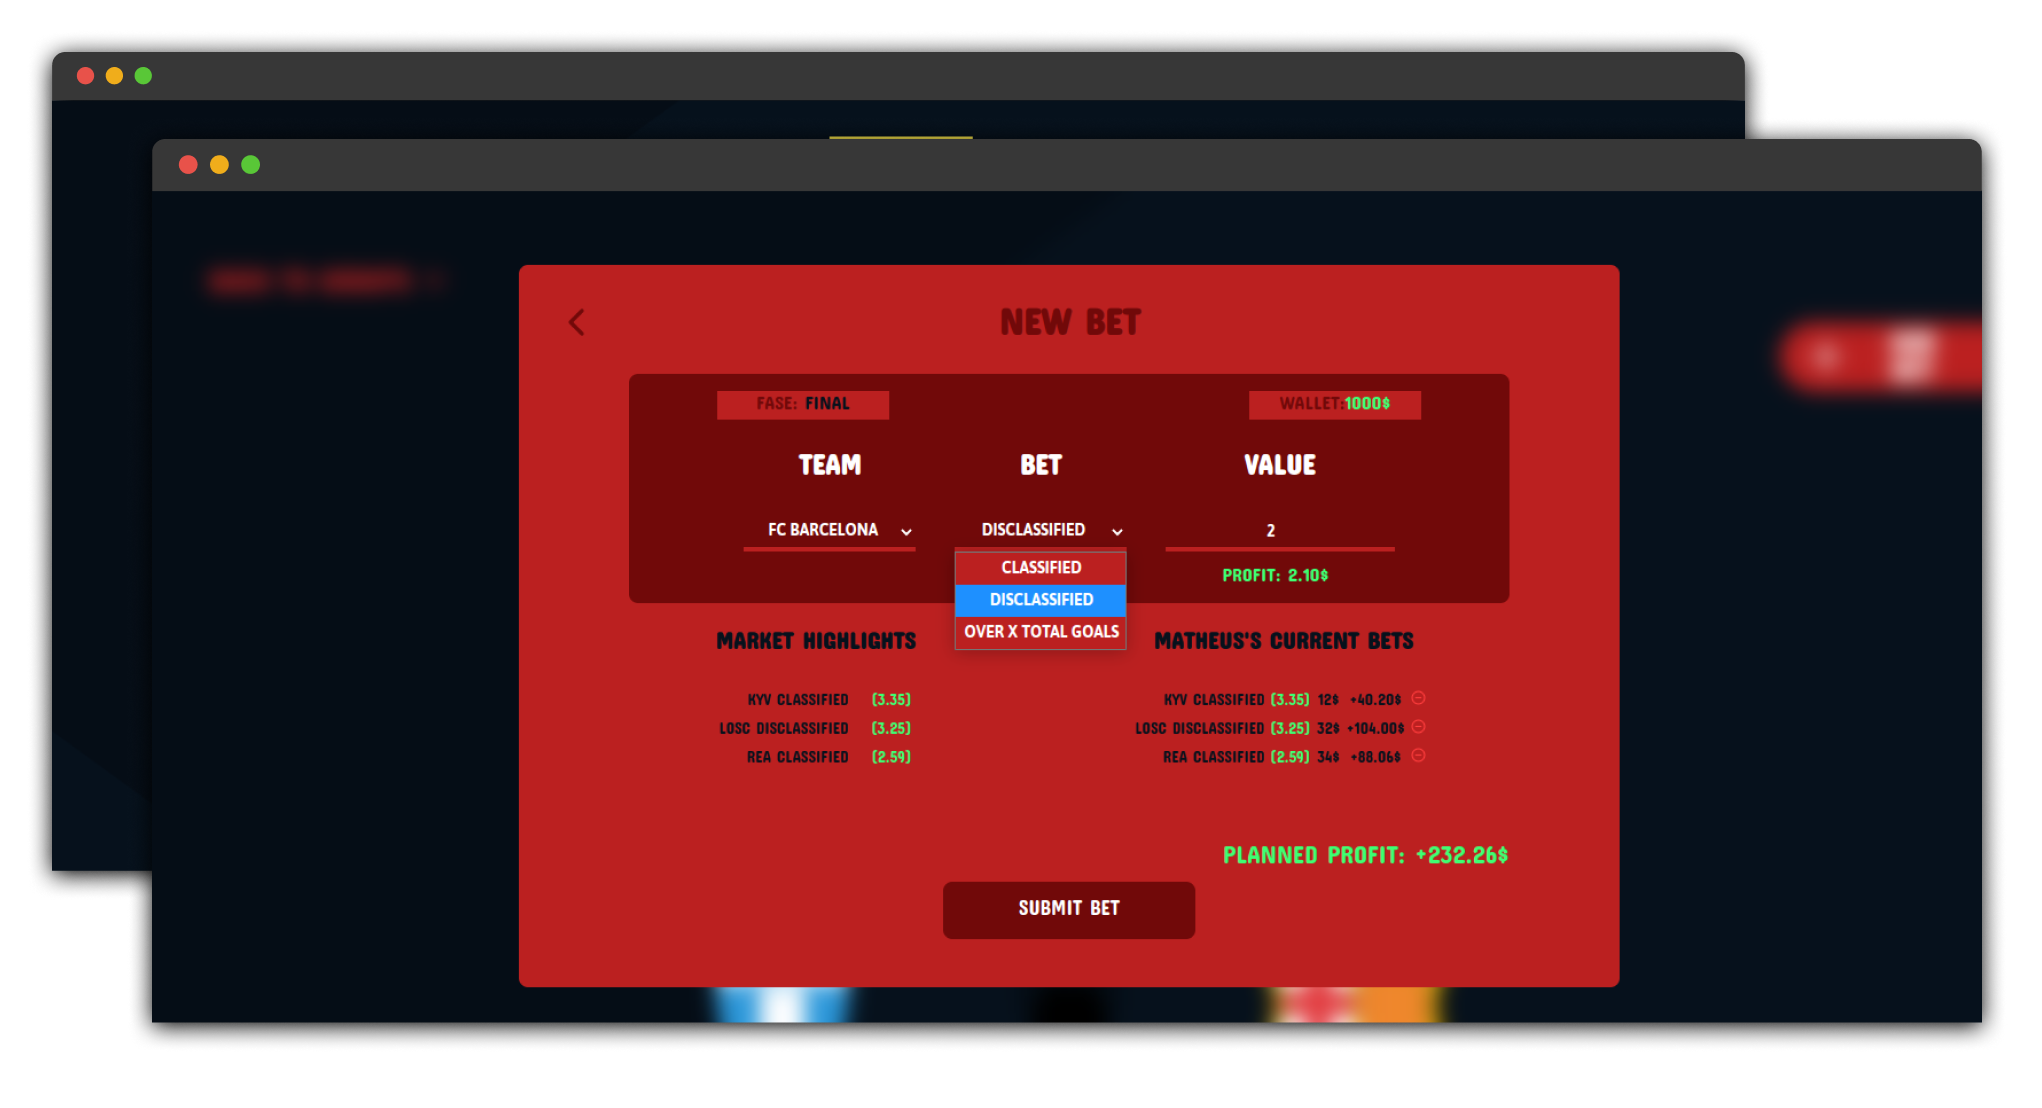 NEW BET
FASE: FINAL
WALLET:1000$
TEAM
BET
VALUE
FC BARCELONA
DISCLASSIFIED
2
CLASSIFIED
DISCLASSIFIED
OVER X TOTAL GOALS
PROFIT: 2.10$
MARKET HIGHLIGHTS
KYV CLASSIFIED (3.35)
LOSC DISCLASSIFIED (3.25)
REA CLASSIFIED (2.59)
MATHEUS'S CURRENT BETS
KYV CLASSIFIED (3.35) 12$ +40.20$
LOSC DISCLASSIFIED (3.25) 32$ +104.00$
REA CLASSIFIED (2.59) 34$ +88.06$
PLANNED PROFIT: +232.26$
SUBMIT BET